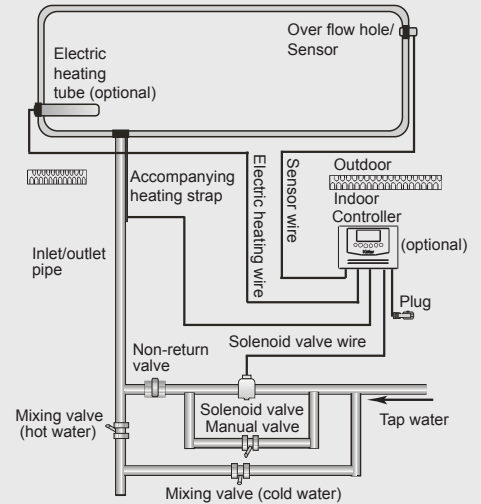 Over flow hole/
Sensor
Electric
heating
tube (optional)
Accompanying
heating strap
Electric heating wire
Sensor wire
Outdoor
Indoor
Controller
(optional)
Inlet/outlet
pipe
Plug
Solenoid valve wire
Non-return
valve
Solenoid valve
Manual valve
Tap water
Mixing valve
(hot water)
Mixing valve (cold water)